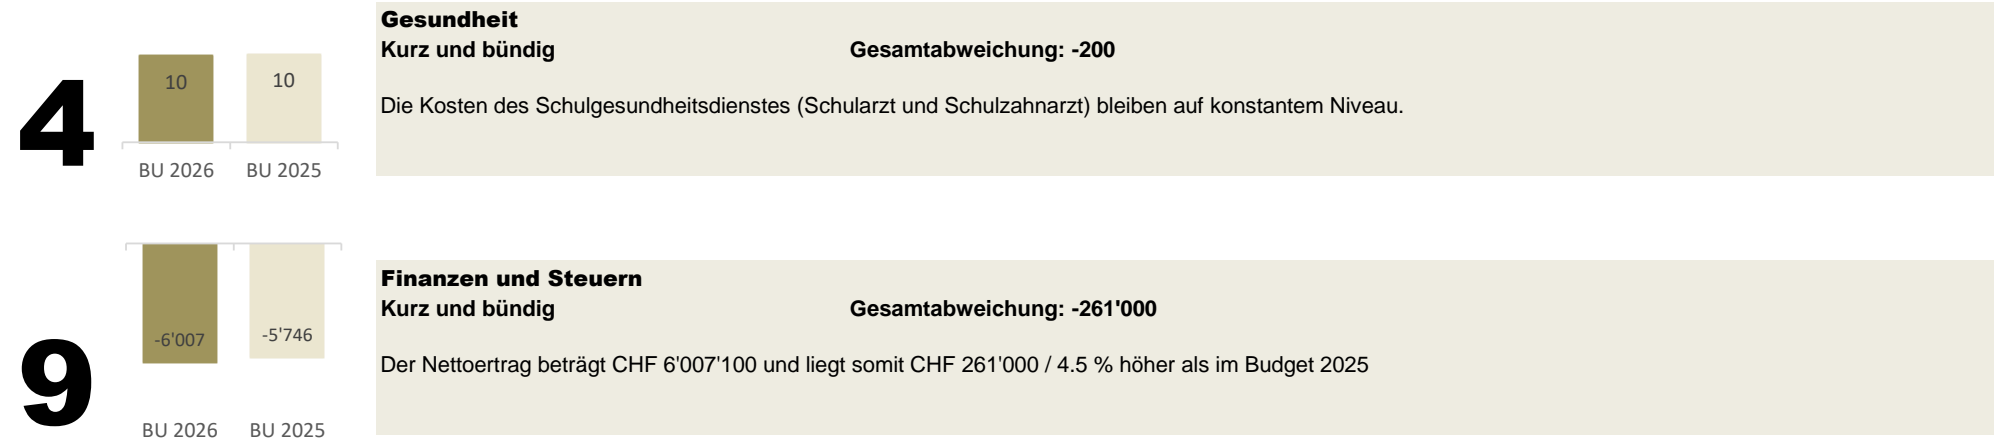 4
10
10
BU 2026
BU 2025
Gesundheit
Kurz und bündig
Gesamtabweichung: -200
Die Kosten des Schulgesundheitsdienstes (Schularzt und Schulzahnarzt) bleiben auf konstantem Niveau.
9
-6'007
-5'746
BU 2026
BU 2025
Finanzen und Steuern
Kurz und bündig
Gesamtabweichung: -261'000
Der Nettoertrag beträgt CHF 6'007'100 und liegt somit CHF 261'000 / 4.5 % höher als im Budget 2025